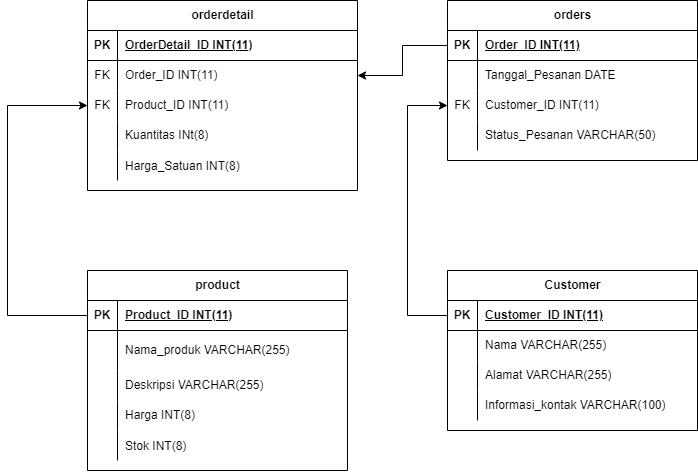 orderdetail
PK OrderDetail_ID INT(11)
FK Order_ID INT(11)
FK Product_ID INT(11)
Kuantitas INt(8)
Harga_Satuan INT(8)
orders
PK Order_ID INT(11)
Tanggal_Pesanan DATE
FK Customer_ID INT(11)
Status_Pesanan VARCHAR(50)
product
PK Product_ID INT(11)
Nama_produk VARCHAR(255)
Deskripsi VARCHAR(255)
Harga INT(8)
Stok INT(8)
Customer
PK Customer_ID INT(11)
Nama VARCHAR(255)
Alamat VARCHAR(255)
Informasi_kontak VARCHAR(100)